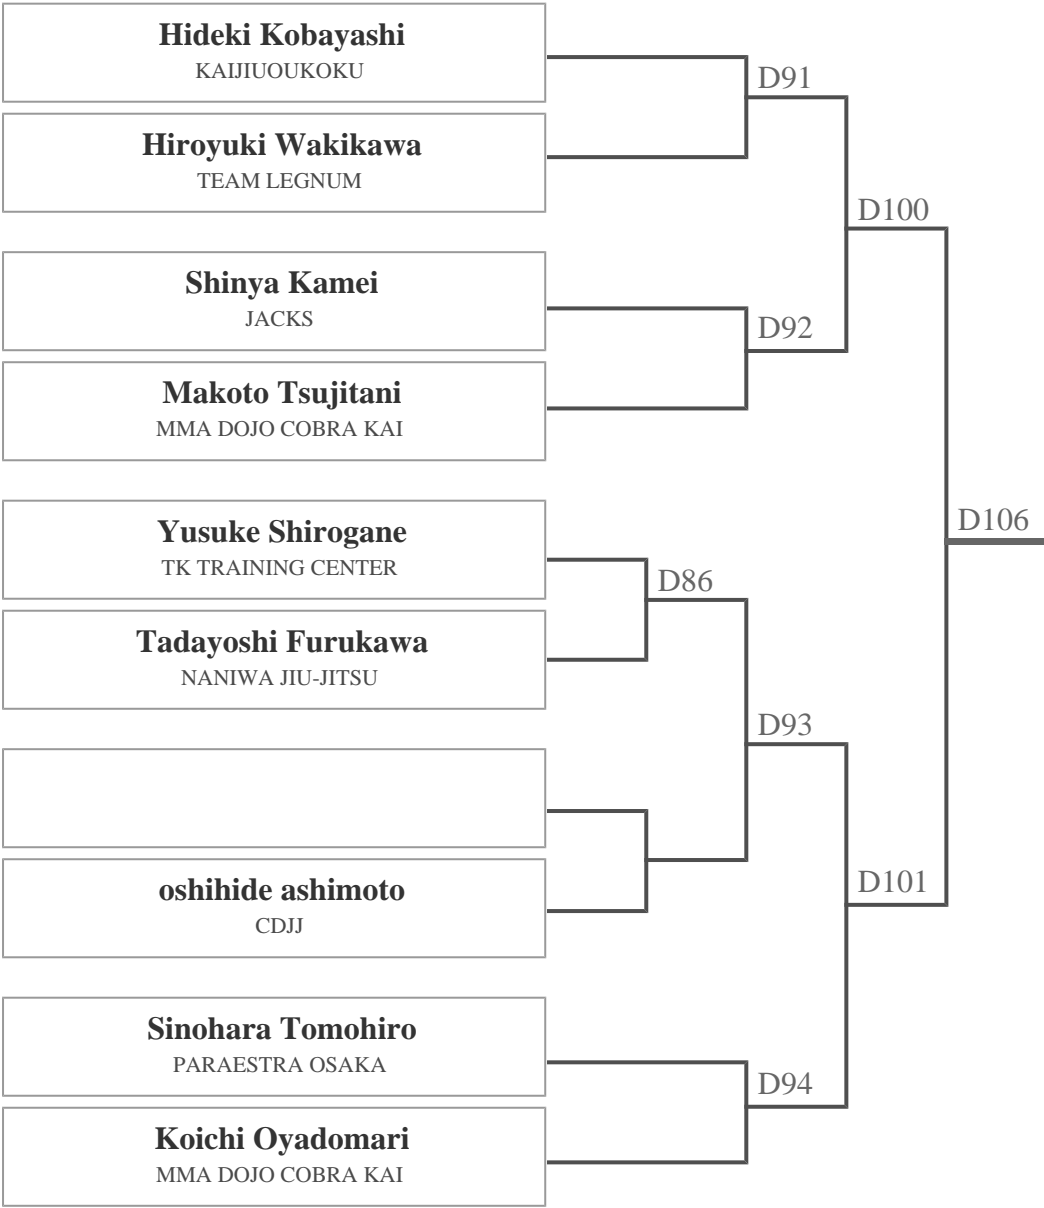 Hideki Kobayashi
KAIJIUOUKOKU
D91
Hiroyuki Wakikawa
TEAM LEGNUM
D100
Shinya Kamei
JACKS
D92
Makoto Tsujitani
MMA DOJO COBRA KAI
Yusuke Shirogane
TK TRAINING CENTER
D106
D86
Tadayoshi Furukawa
NANIWA JIU-JITSU
D93
oshihide ashimoto
CDJJ
D101
Sinohara Tomohiro
PARAESTRA OSAKA
D94
Koichi Oyadomari
MMA DOJO COBRA KAI